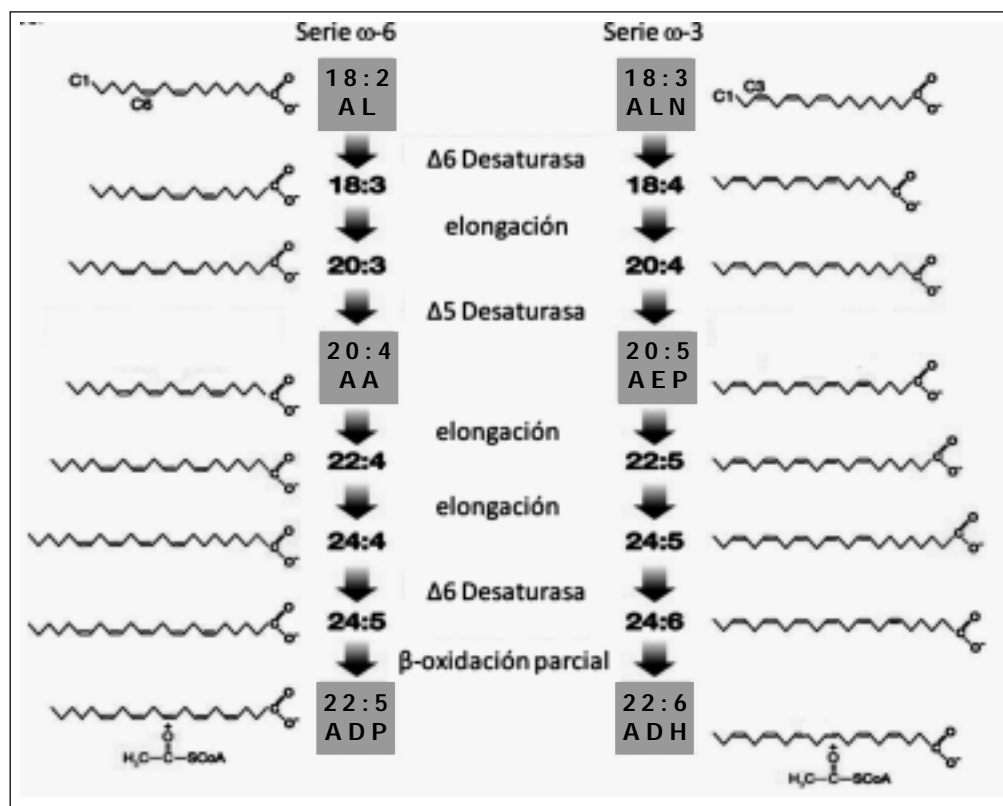 Serie ω-6
Serie ω-3
C1
C6
18:2
AL
18:3
ALN
C1
C3
C
O
O⁻
C
O
O⁻
Δ6 Desaturasa
18:3
18:4
C
O
O⁻
C
O
O⁻
elongación
20:3
20:4
C
O
O⁻
C
O
O⁻
Δ5 Desaturasa
20:4
AA
20:5
AEP
C
O
O⁻
C
O
O⁻
elongación
22:4
22:5
C
O
O⁻
C
O
O⁻
elongación
24:4
24:5
C
O
O⁻
C
O
O⁻
Δ6 Desaturasa
24:5
24:6
C
O
O⁻
C
O
O⁻
β-oxidación parcial
22:5
ADP
22:6
ADH
C
O
O⁻
C
O
O⁻
+
O
H₃C—C—SCoA
+
O
H₃C—C—SCoA